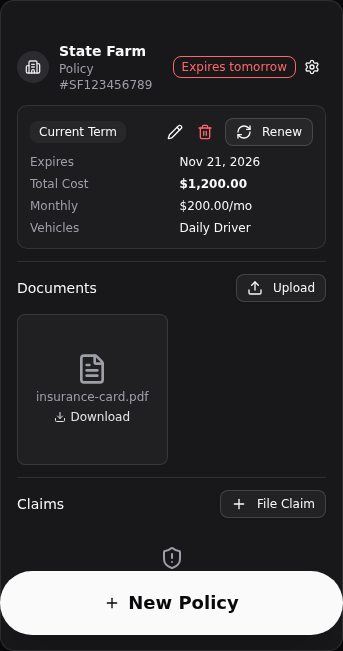 State Farm
Policy
#SF123456789
Expires tomorrow
Current Term
Renew
Expires Nov 21, 2026
Total Cost $1,200.00
Monthly $200.00/mo
Vehicles Daily Driver
Documents
Upload
insurance-card.pdf
Download
Claims
File Claim
New Policy